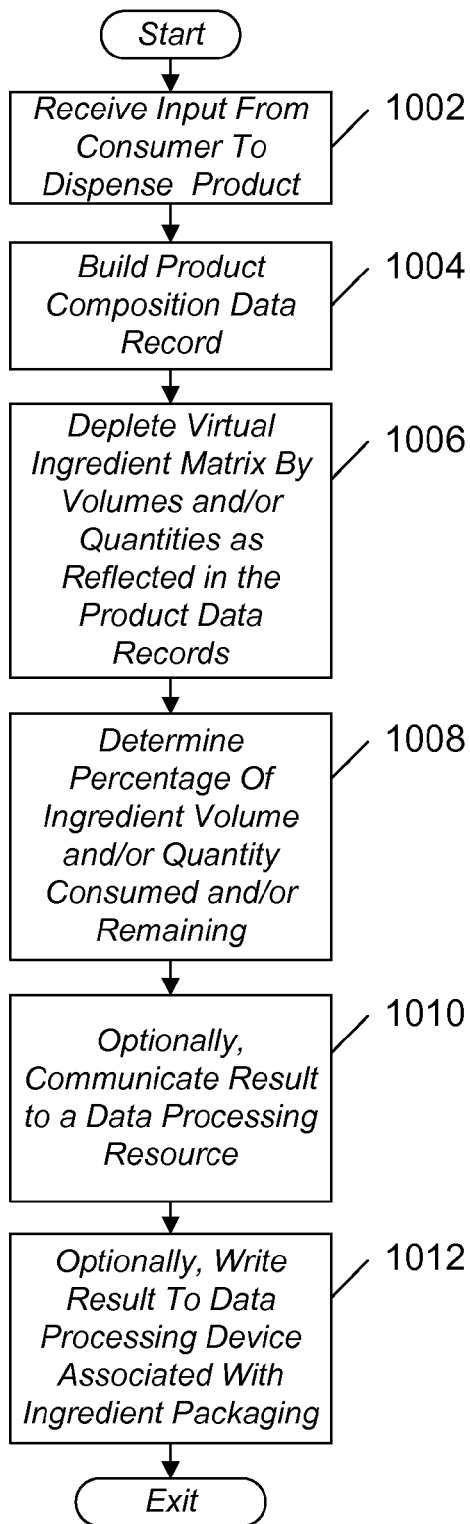 Start
Receive Input From
Consumer To
Dispense Product
1002
Build Product
Composition Data
Record
1004
Deplete Virtual
Ingredient Matrix By
Volumes and/or
Quantities as
Reflected in the
Product Data
Records
1006
Determine
Percentage Of
Ingredient Volume
and/or Quantity
Consumed and/or
Remaining
1008
Optionally,
Communicate Result
to a Data Processing
Resource
1010
Optionally, Write
Result To Data
Processing Device
Associated With
Ingredient Packaging
1012
Exit